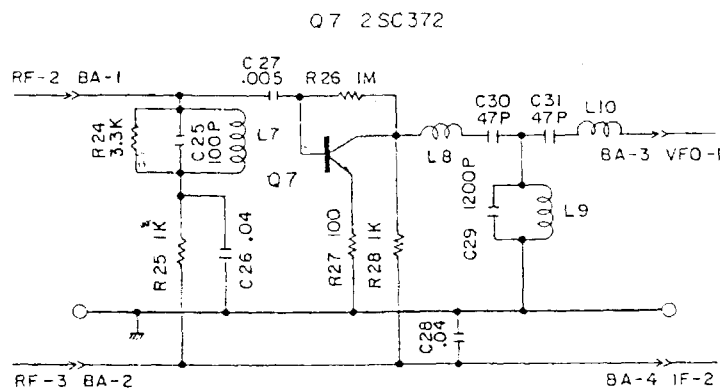 Q7 2SC372
RF-2 BA-1
C27
.005
R26 1M
R24
3.3K
C25
100P
L7
Q7
C30
47P
C31
47P
L10
L8
BA-3 VFO-
C29
1200P
L9
R25 1K
C26 .04
R27 100
R28 1K
C28
.04
RF-3 BA-2
BA-4 IF-2